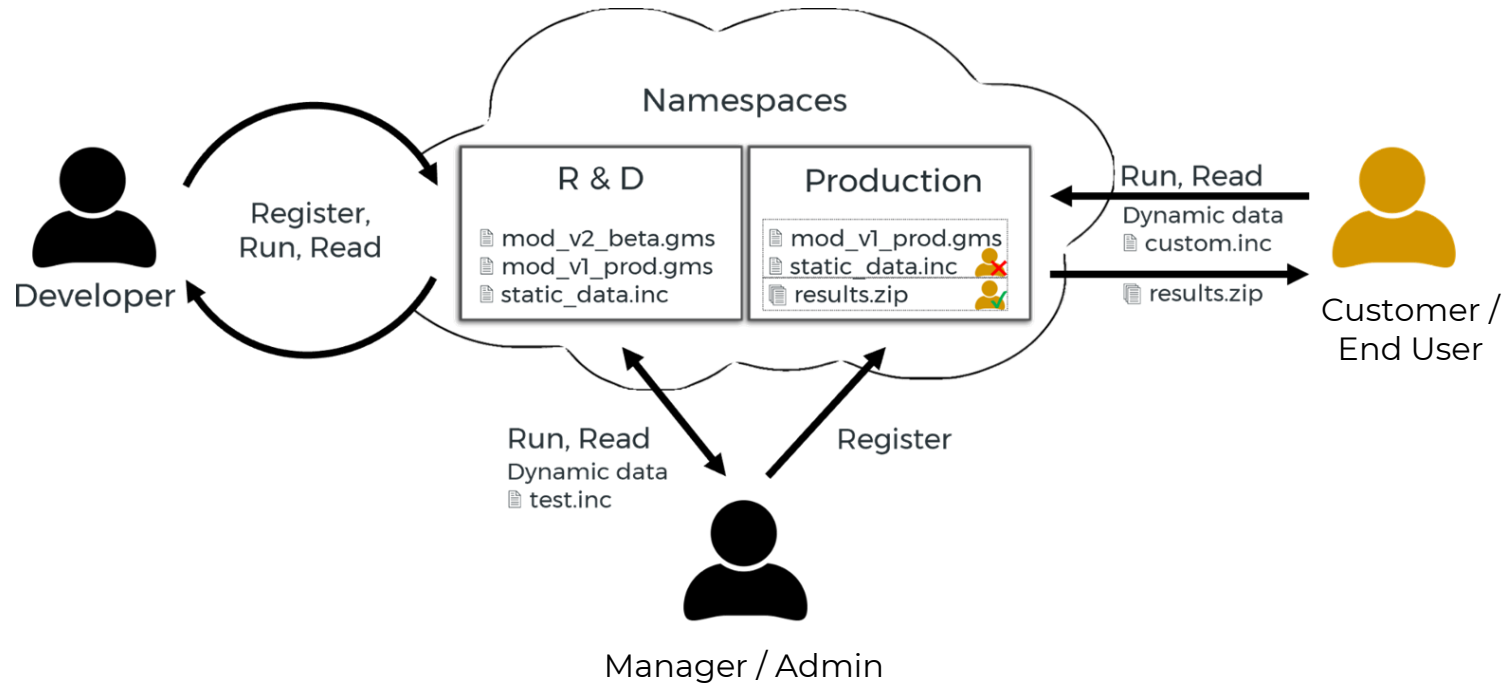 Namespaces
Register,
Run, Read
Developer
R & D
mod_v2_beta.gms
mod_v1_prod.gms
static_data.inc
Production
mod_v1_prod.gms
static_data.inc
results.zip
Run, Read
Dynamic data
custom.inc
results.zip
Customer /
End User
Run, Read
Dynamic data
test.inc
Register
Manager / Admin